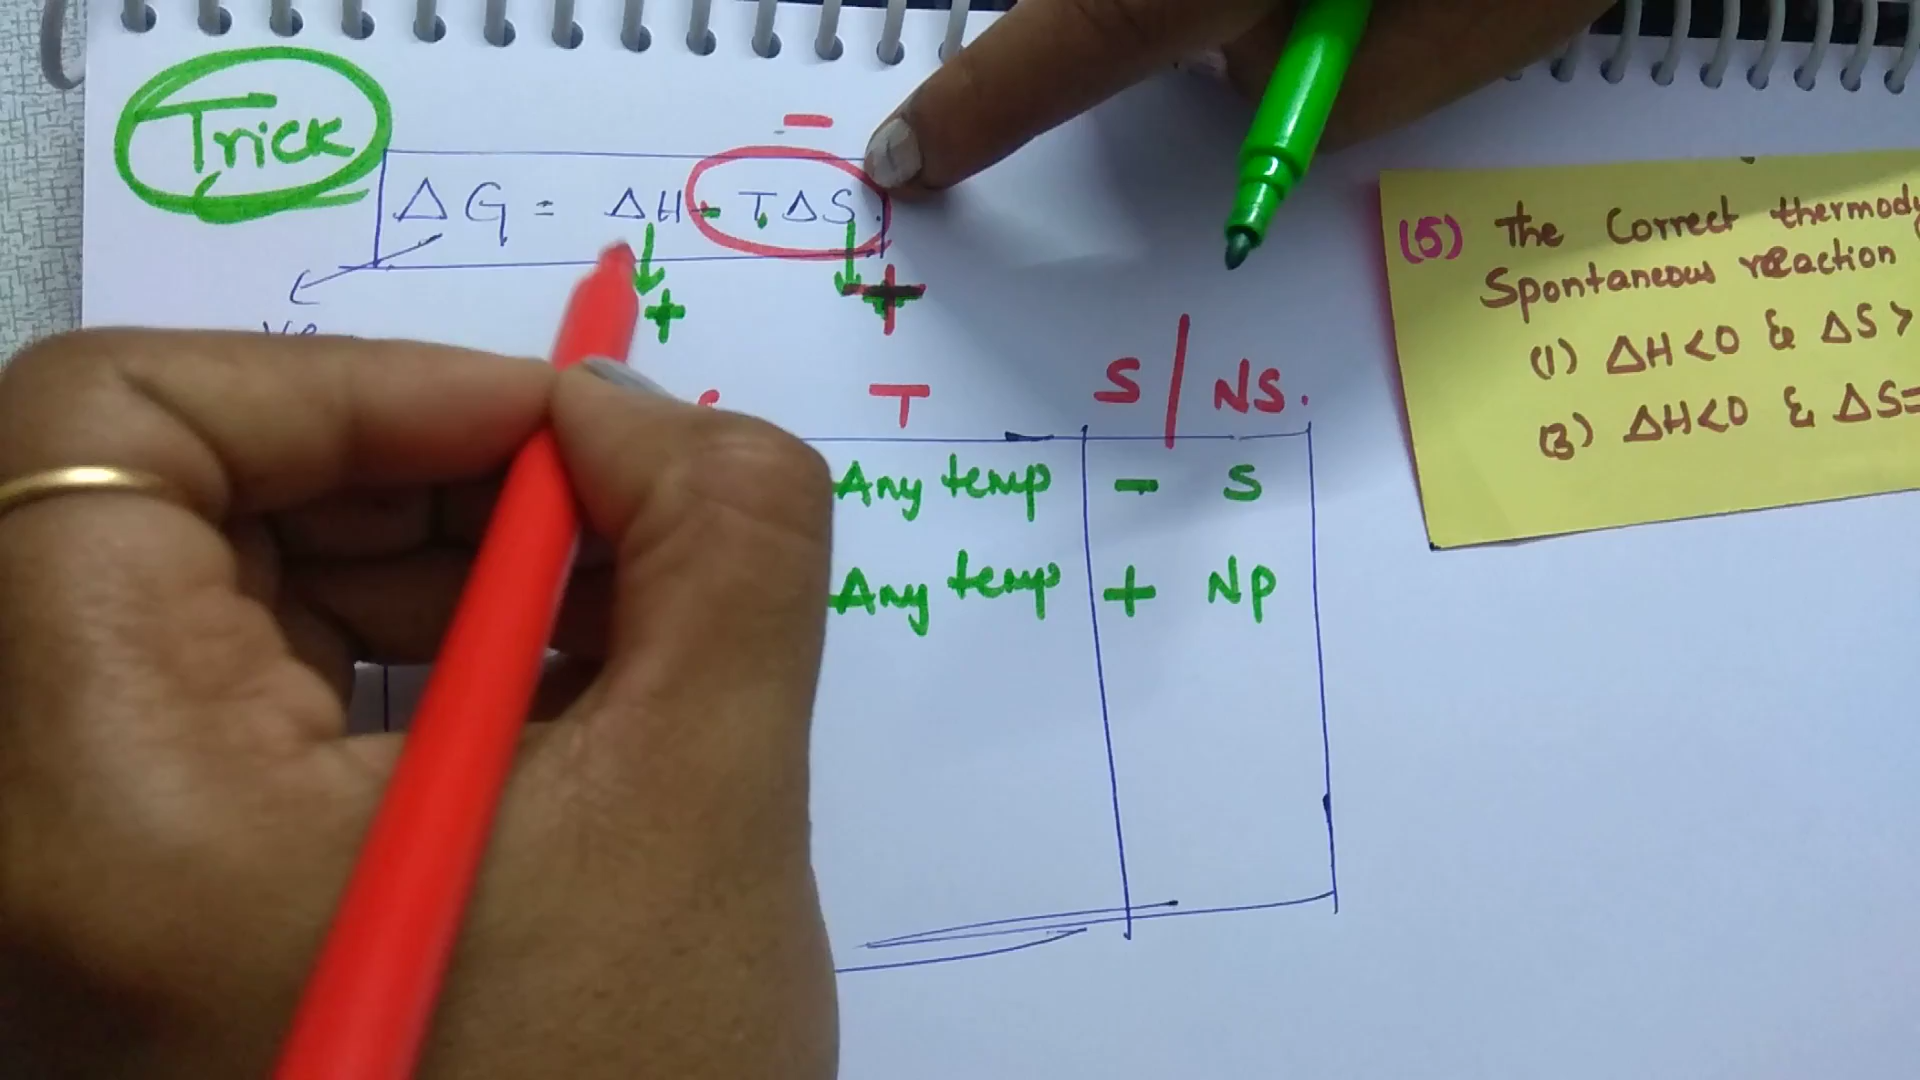 Trick
-
ΔG = ΔH - TΔS
+ +
T S / NS.
Any temp - S
Any temp + Np
(5) The Correct thermody
Spontaneous reaction
(1) ΔH<0 & ΔS>
(3) ΔH<0 & ΔS=